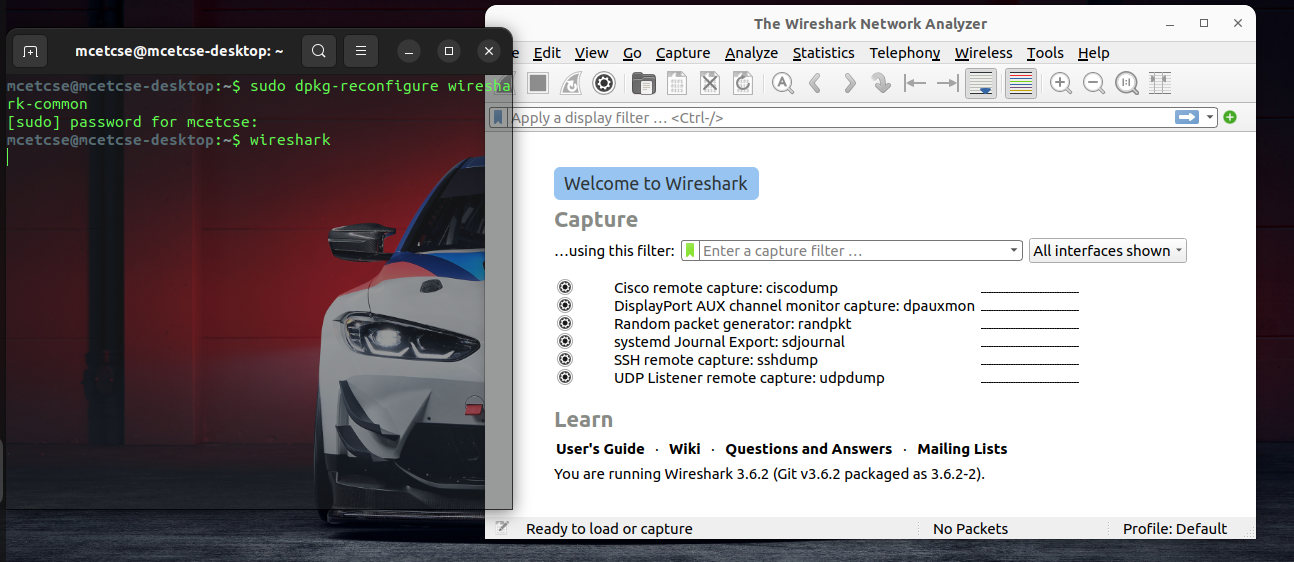 mcetcse@mcetcse-desktop: ~
mcetcse@mcetcse-desktop:~$ sudo dpkg-reconfigure wiresha
rk-common
[sudo] password for mcetcse:
mcetcse@mcetcse-desktop:~$ wireshark
The Wireshark Network Analyzer
e Edit View Go Capture Analyze Statistics Telephony Wireless Tools Help
Apply a display filter … <Ctrl-/>
Welcome to Wireshark
Capture
…using this filter: Enter a capture filter … All interfaces shown
Cisco remote capture: ciscodump
DisplayPort AUX channel monitor capture: dpauxmon
Random packet generator: randpkt
systemd Journal Export: sdjournal
SSH remote capture: sshdump
UDP Listener remote capture: udpdump
Learn
User's Guide · Wiki · Questions and Answers · Mailing Lists
You are running Wireshark 3.6.2 (Git v3.6.2 packaged as 3.6.2-2).
Ready to load or capture No Packets Profile: Default